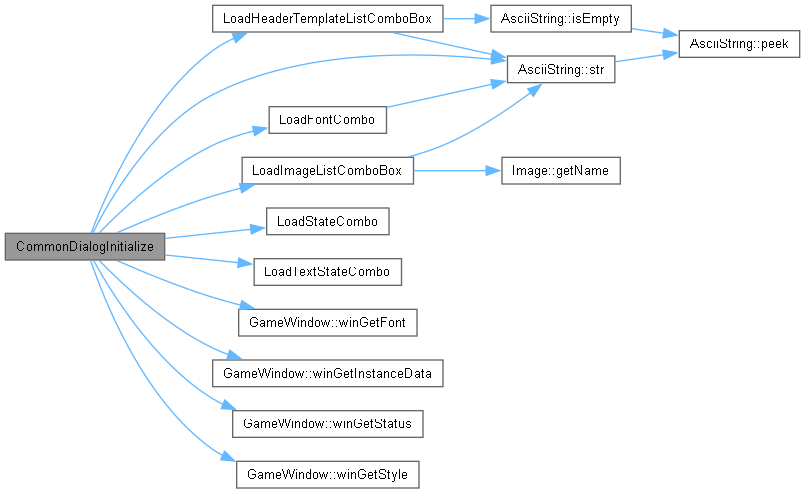 LoadHeaderTemplateListComboBox
AsciiString::isEmpty
AsciiString::peek
AsciiString::str
LoadFontCombo
LoadImageListComboBox
Image::getName
LoadStateCombo
CommonDialogInitialize
LoadTextStateCombo
GameWindow::winGetFont
GameWindow::winGetInstanceData
GameWindow::winGetStatus
GameWindow::winGetStyle